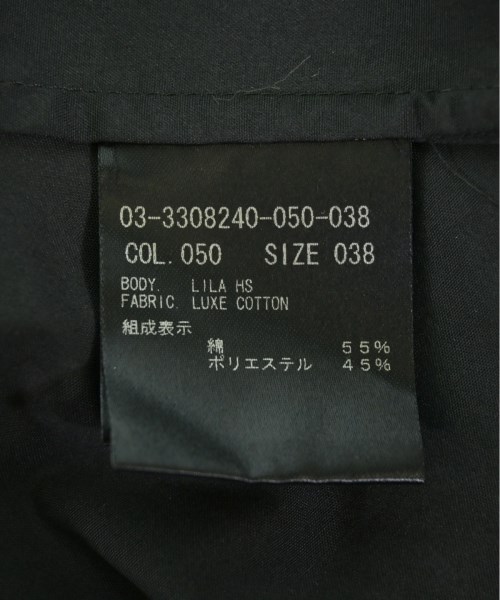 03-3308240-050-038
COL.050 SIZE 038
BODY. LILA HS
FABRIC. LUXE COTTON
組成表示
綿 55%
ポリエステル 45%